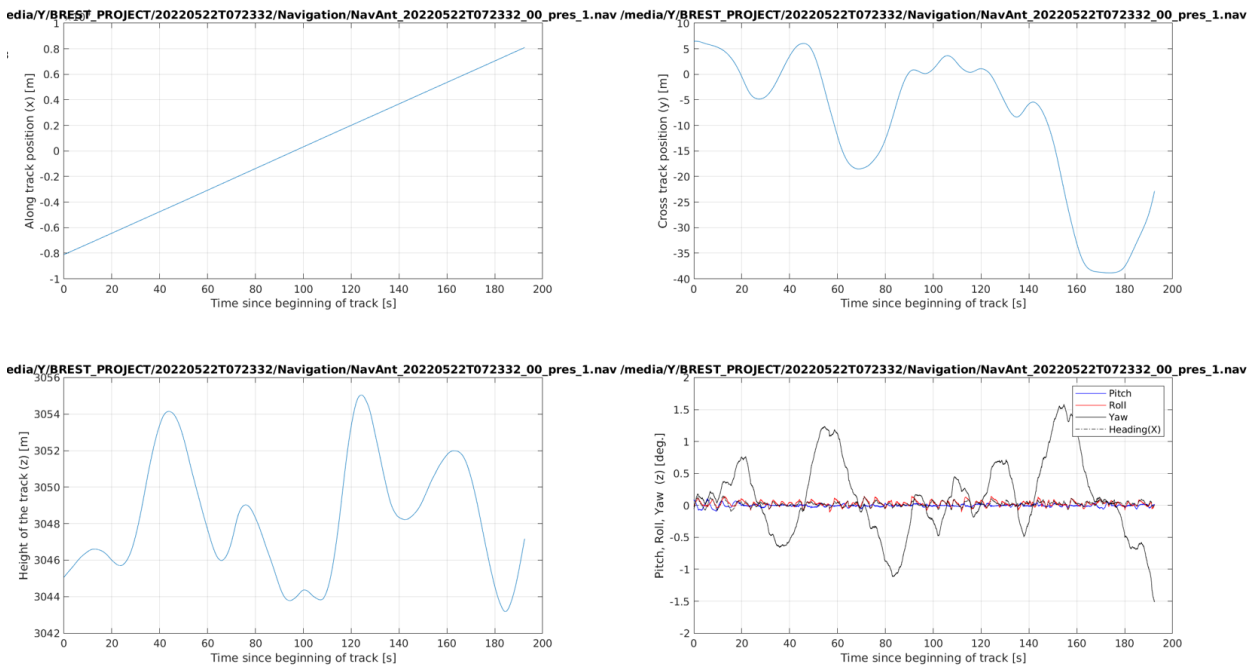 edia/Y/BREST_PROJECT/20220522T072332/Navigation/NavAnt_20220522T072332_00_pres_1.nav
1
0.8
0.6
0.4
0.2
0
-0.2
-0.4
-0.6
-0.8
-1
Along track position (x) [m]
0 20 40 60 80 100 120 140 160 180 200
Time since beginning of track [s]
/media/Y/BREST_PROJECT/20220522T072332/Navigation/NavAnt_20220522T072332_00_pres_1.nav
10
5
0
-5
-10
-15
-20
-25
-30
-35
-40
Cross track position (y) [m]
0 20 40 60 80 100 120 140 160 180 200
Time since beginning of track [s]
edia/Y/BREST_PROJECT/20220522T072332/Navigation/NavAnt_20220522T072332_00_pres_1.nav
3056
3054
3052
3050
3048
3046
3044
3042
Height of the track (z) [m]
0 20 40 60 80 100 120 140 160 180 200
Time since beginning of track [s]
/media/Y/BREST_PROJECT/20220522T072332/Navigation/NavAnt_20220522T072332_00_pres_1.nav
2
1.5
1
0.5
0
-0.5
-1
-1.5
-2
Pitch, Roll, Yaw (z) [deg.]
Pitch
Roll
Yaw
Heading(X)
0 20 40 60 80 100 120 140 160 180 200
Time since beginning of track [s]